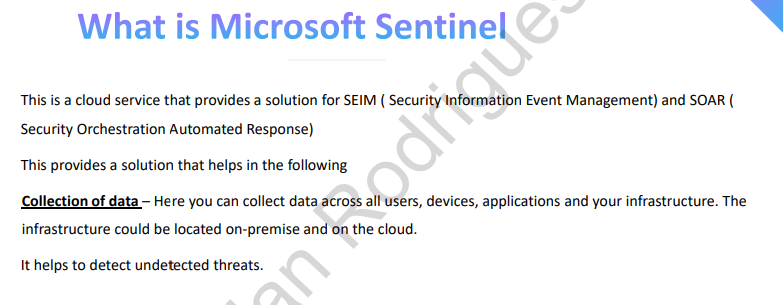 What is Microsoft Sentinel
This is a cloud service that provides a solution for SEIM ( Security Information Event Management) and SOAR (
Security Orchestration Automated Response)
This provides a solution that helps in the following
Collection of data – Here you can collect data across all users, devices, applications and your infrastructure. The
infrastructure could be located on-premise and on the cloud.
It helps to detect undetected threats.
Rodrigues